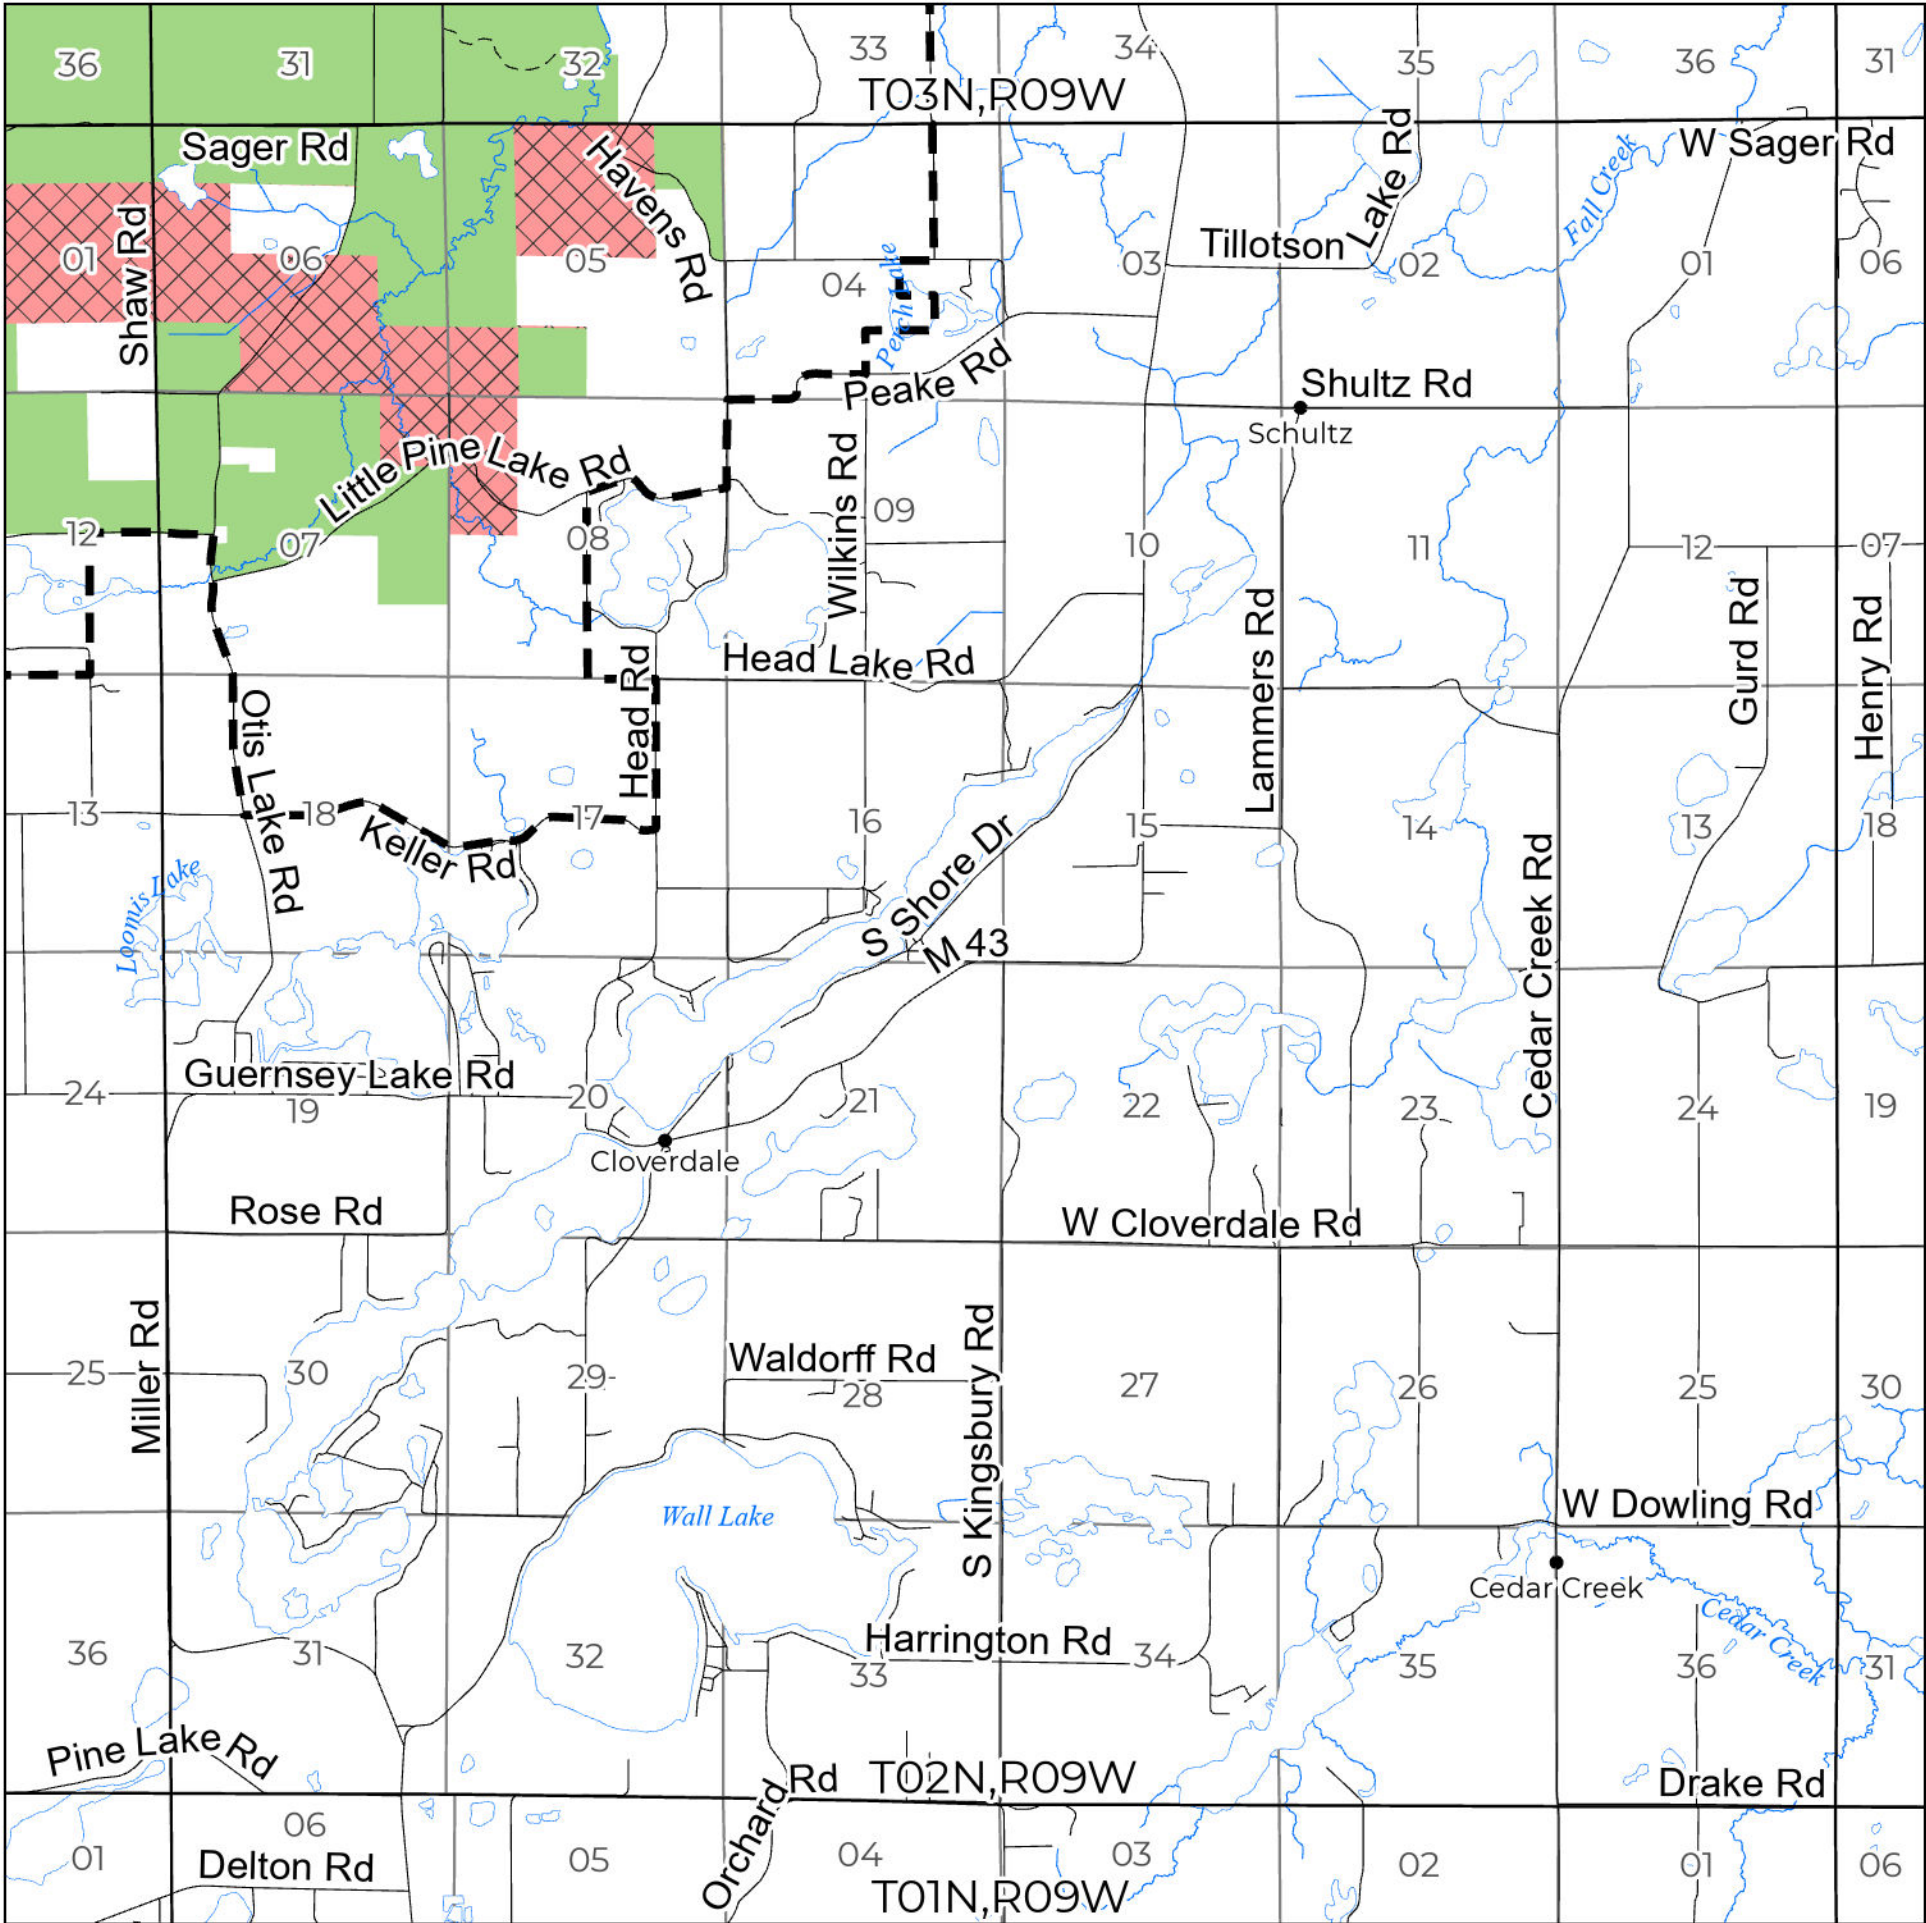 36 31 32 33 34 35 36 31
T03N,R09W
Sager Rd
W Sager Rd
Havens Rd
Tillotson Lake Rd
Fall Creek
Shaw Rd
01 06 05 04 03 02 01 06
Perch Lake
Peake Rd
Shultz Rd
Schultz
Little Pine Lake Rd
Wilkins Rd
12 07 08 09 10 11 12 07
Head Lake Rd
Lammers Rd
Gurd Rd
Henry Rd
Otis Lake Rd
Head Rd
13 18 17 16 15 14 13 18
Keller Rd
S Shore Dr
M 43
Loomis Lake
Cedar Creek Rd
Guernsey Lake Rd
24 19 20 21 22 23 24 19
Cloverdale
Rose Rd
W Cloverdale Rd
Miller Rd
S Kingsbury Rd
Waldorff Rd
25 30 29 28 27 26 25 30
Wall Lake
W Dowling Rd
Cedar Creek
Cedar Creek
Harrington Rd
36 31 32 33 34 35 36 31
Pine Lake Rd
Orchard Rd
T02N,R09W
Drake Rd
01 06 05 04 03 02 01 06
Delton Rd
T01N,R09W